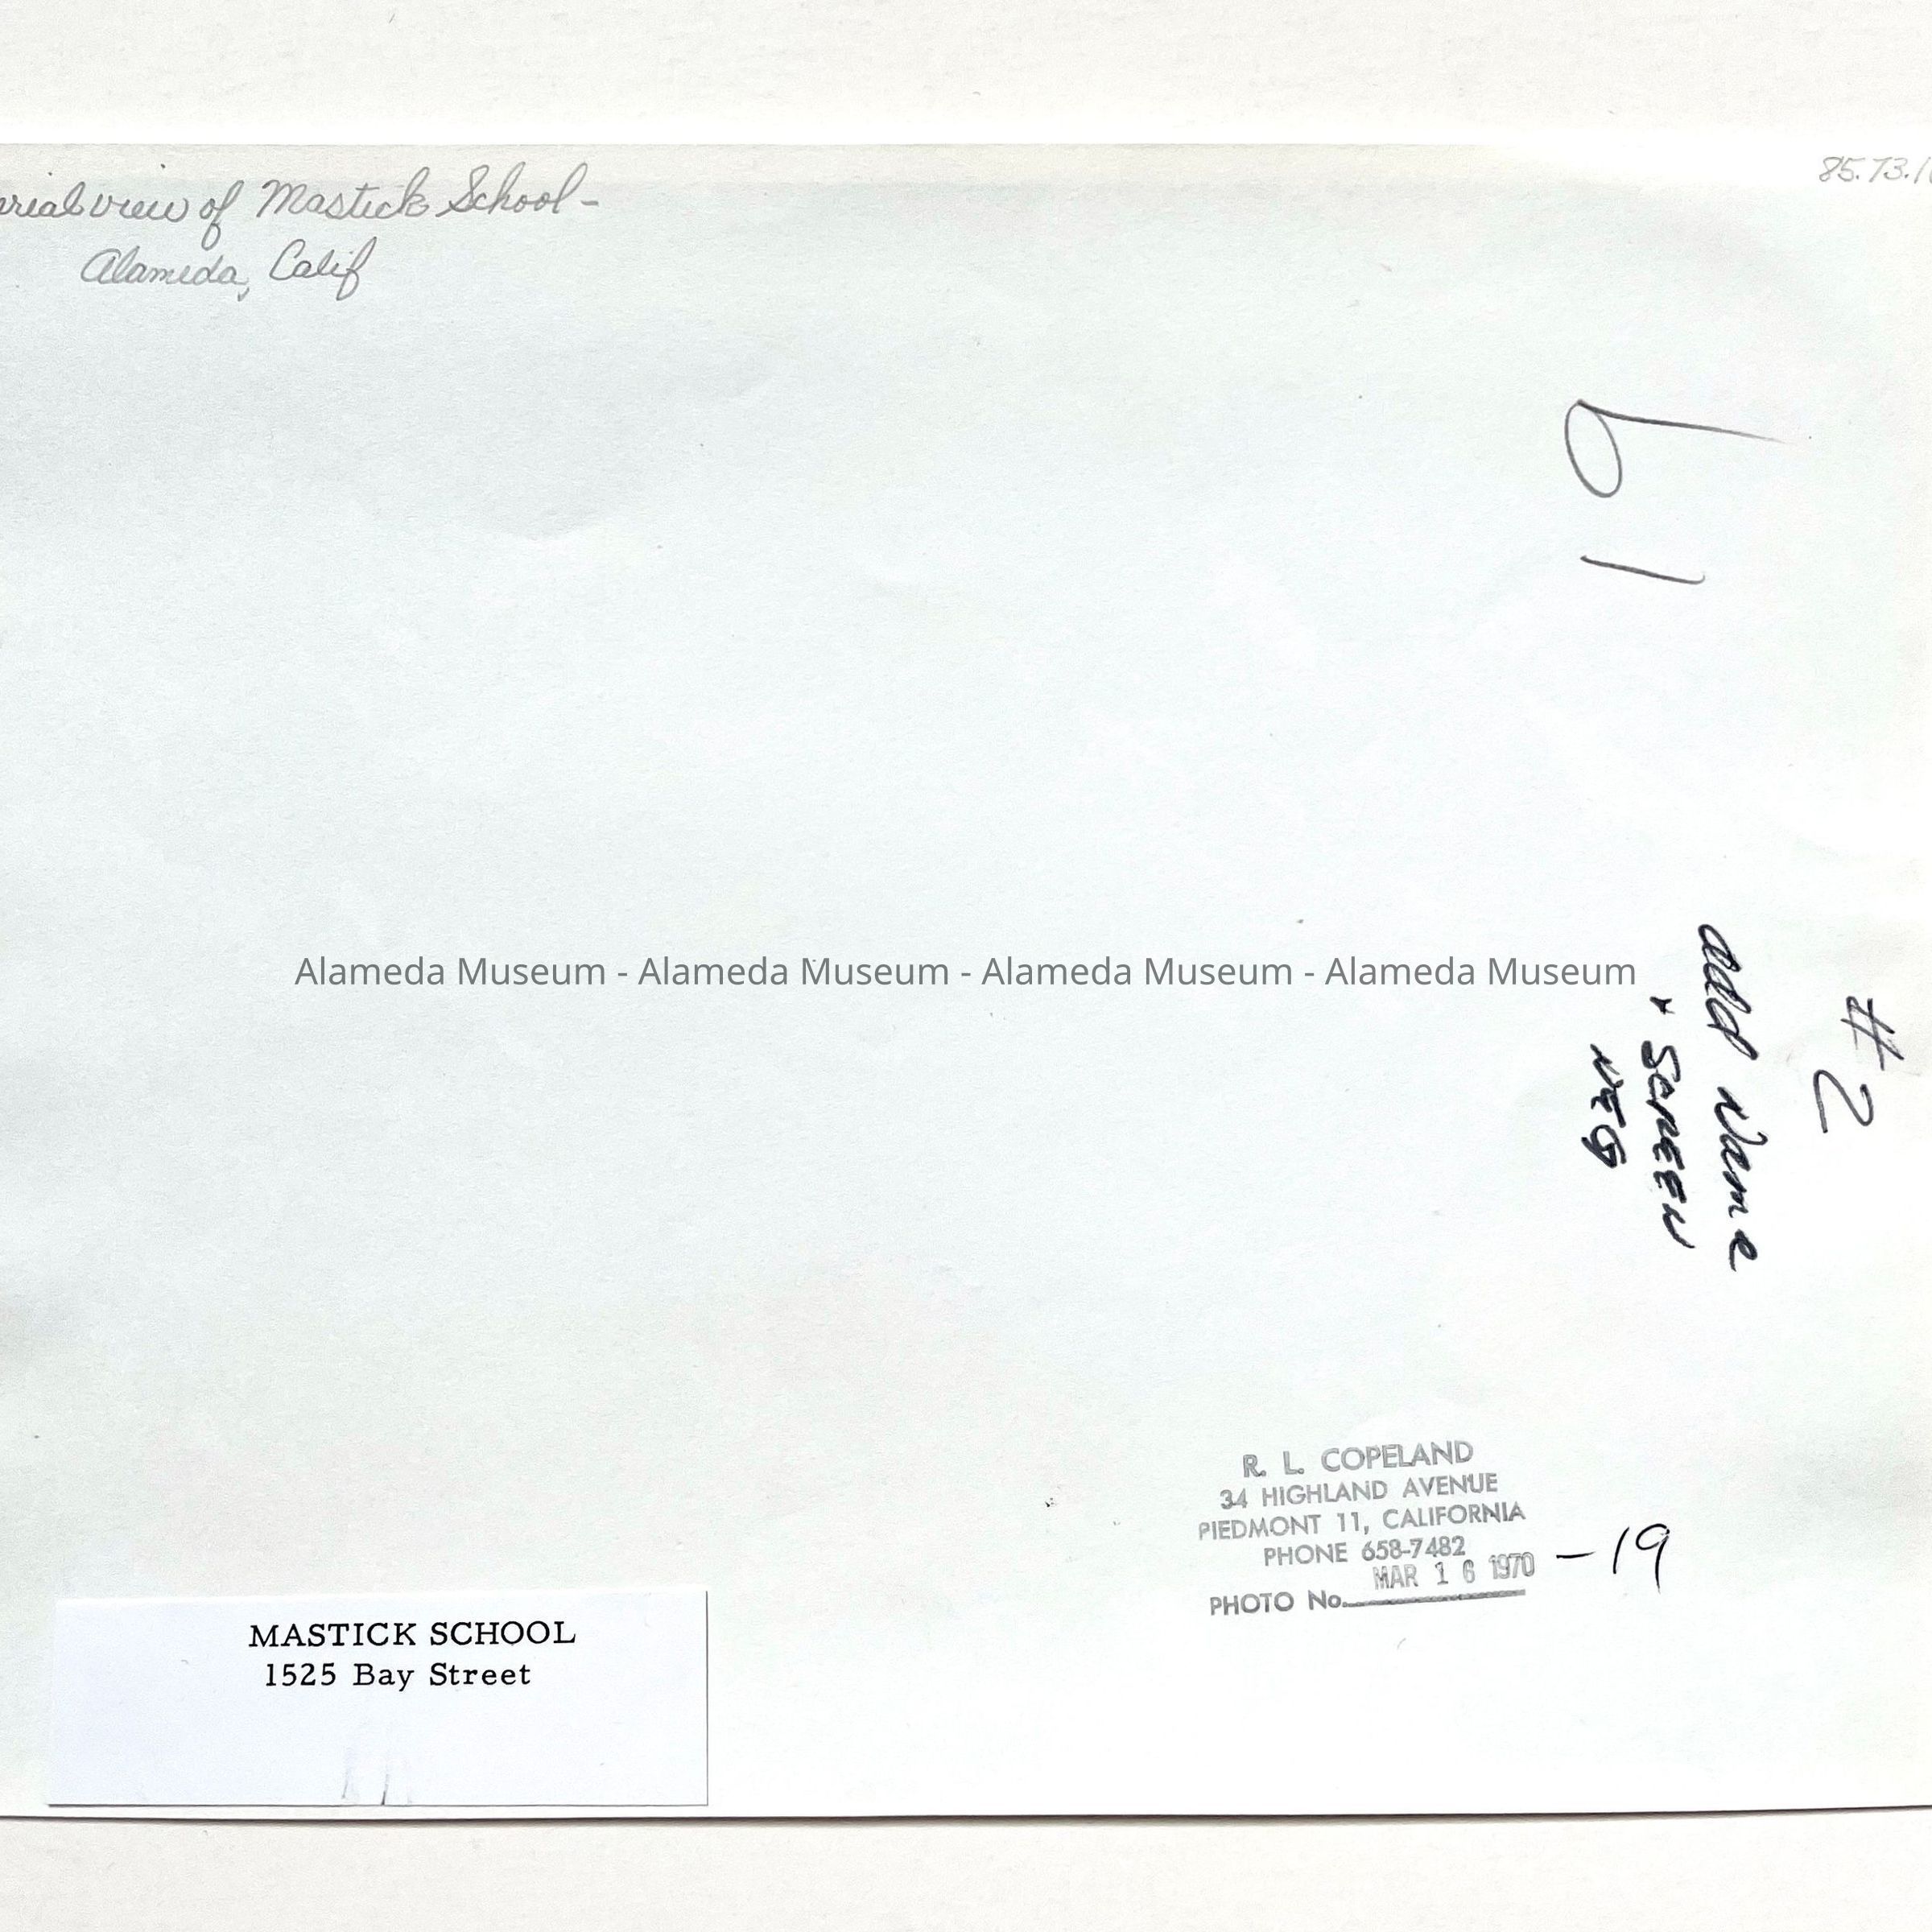 erial view of Mastick School-
Alameda, Calif
85.73.1
61
Alameda Museum - Alameda Museum - Alameda Museum - Alameda Museum
#2
add Name
SCREEN
NEG
R. L. COPELAND
34 HIGHLAND AVENUE
PIEDMONT 11, CALIFORNIA
PHONE 658-7482
MAR 16 1970 -19
PHOTO No.
MASTICK SCHOOL
1525 Bay Street